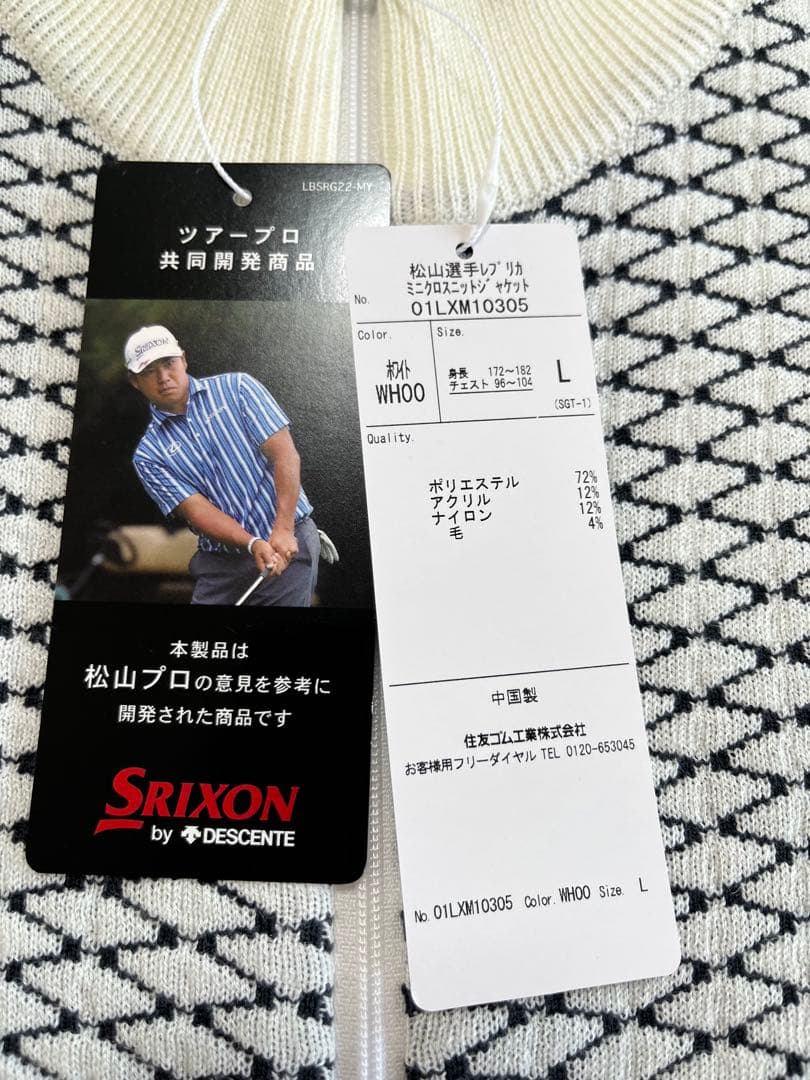 LBSRG22-MY
ツアープロ
共同開発商品
SRIXON
本製品は
松山プロの意見を参考に
開発された商品です
SRIXON
by DESCENTE
松山選手ﾚﾌﾟﾘｶ
ﾐﾆｸﾛｽﾆｯﾄｼﾞｬｹｯﾄ
No. 01LXM10305
Color. Size.
ﾎﾜｲﾄ
WH00
身長 172～182
チェスト 96～104
L
(SGT-1)
Quality.
ポリエステル 72%
アクリル 12%
ナイロン 12%
毛 4%
中国製
住友ゴム工業株式会社
お客様用フリーダイヤル TEL 0120-653045
No. 01LXM10305 Color. WH00 Size. L